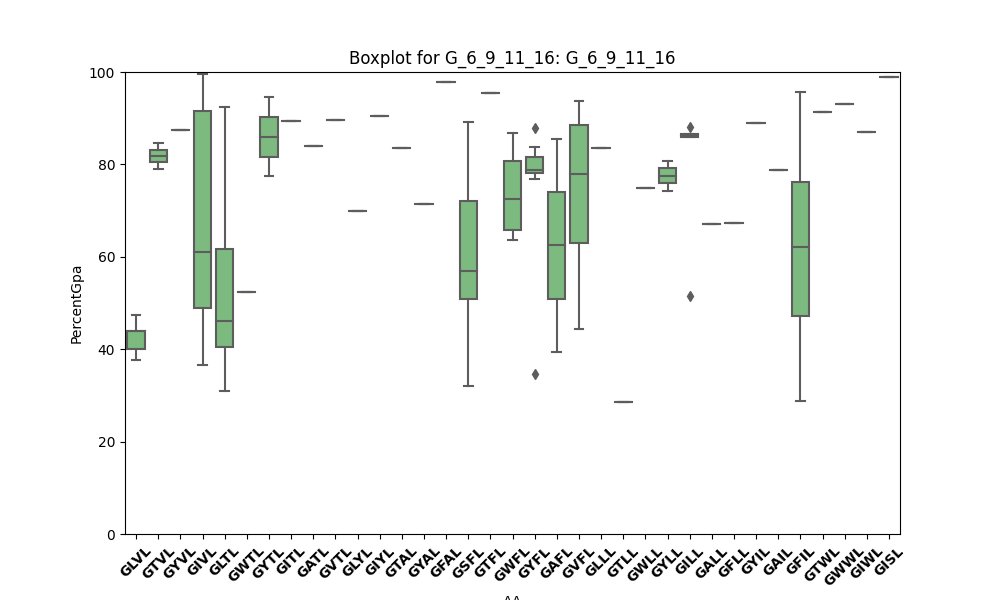 Boxplot for G_6_9_11_16: G_6_9_11_16
100
80
60
40
20
0
PercentGpa
GLVL GTVL GYVL GIVL GLTL GWTL GYTL GITL GATL GVTL GLYL GIYL GTAL GYAL GFAL GSFL GTFL GWFL GYFL GAFL GVFL GLLL GTLL GWLL GYLL GILL GALL GFLL GYIL GAIL GFIL GTWL GWWL GIWL GISL
AA